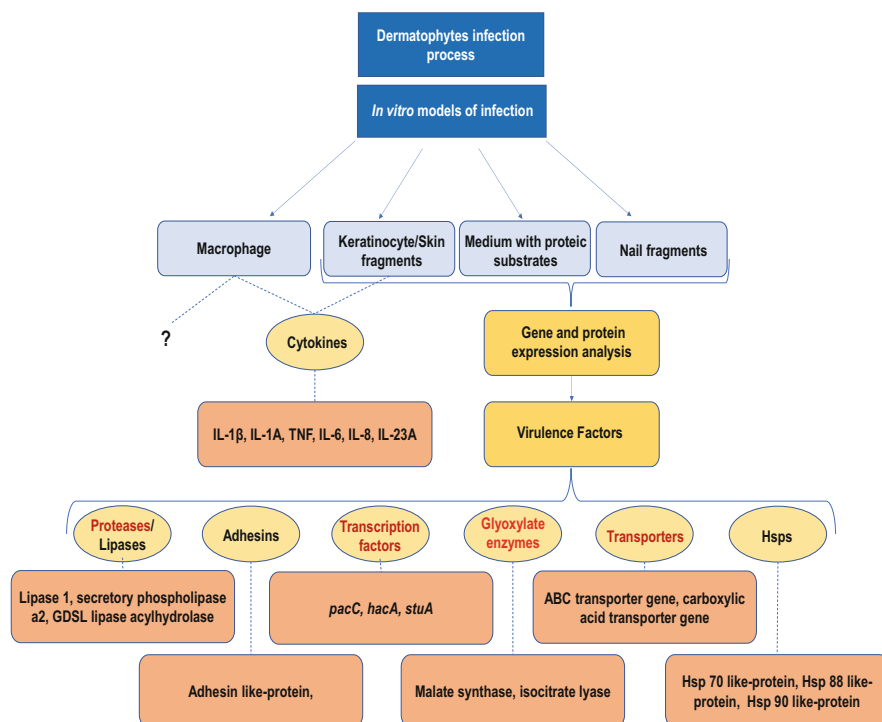 Dermatophytes infection
process
In vitro models of infection
Macrophage
Keratinocyte/Skin
fragments
Medium with proteic
substrates
Nail fragments
?
Cytokines
Gene and protein
expression analysis
IL-1β, IL-1A, TNF, IL-6, IL-8, IL-23A
Virulence Factors
Proteases/
Lipases
Adhesins
Transcription
factors
Glyoxylate
enzymes
Transporters
Hsps
Lipase 1, secretory phospholipase
a2, GDSL lipase acylhydrolase
pacC, hacA, stuA
ABC transporter gene, carboxylic
acid transporter gene
Adhesin like-protein,
Malate synthase, isocitrate lyase
Hsp 70 like-protein, Hsp 88 like-
protein, Hsp 90 like-protein